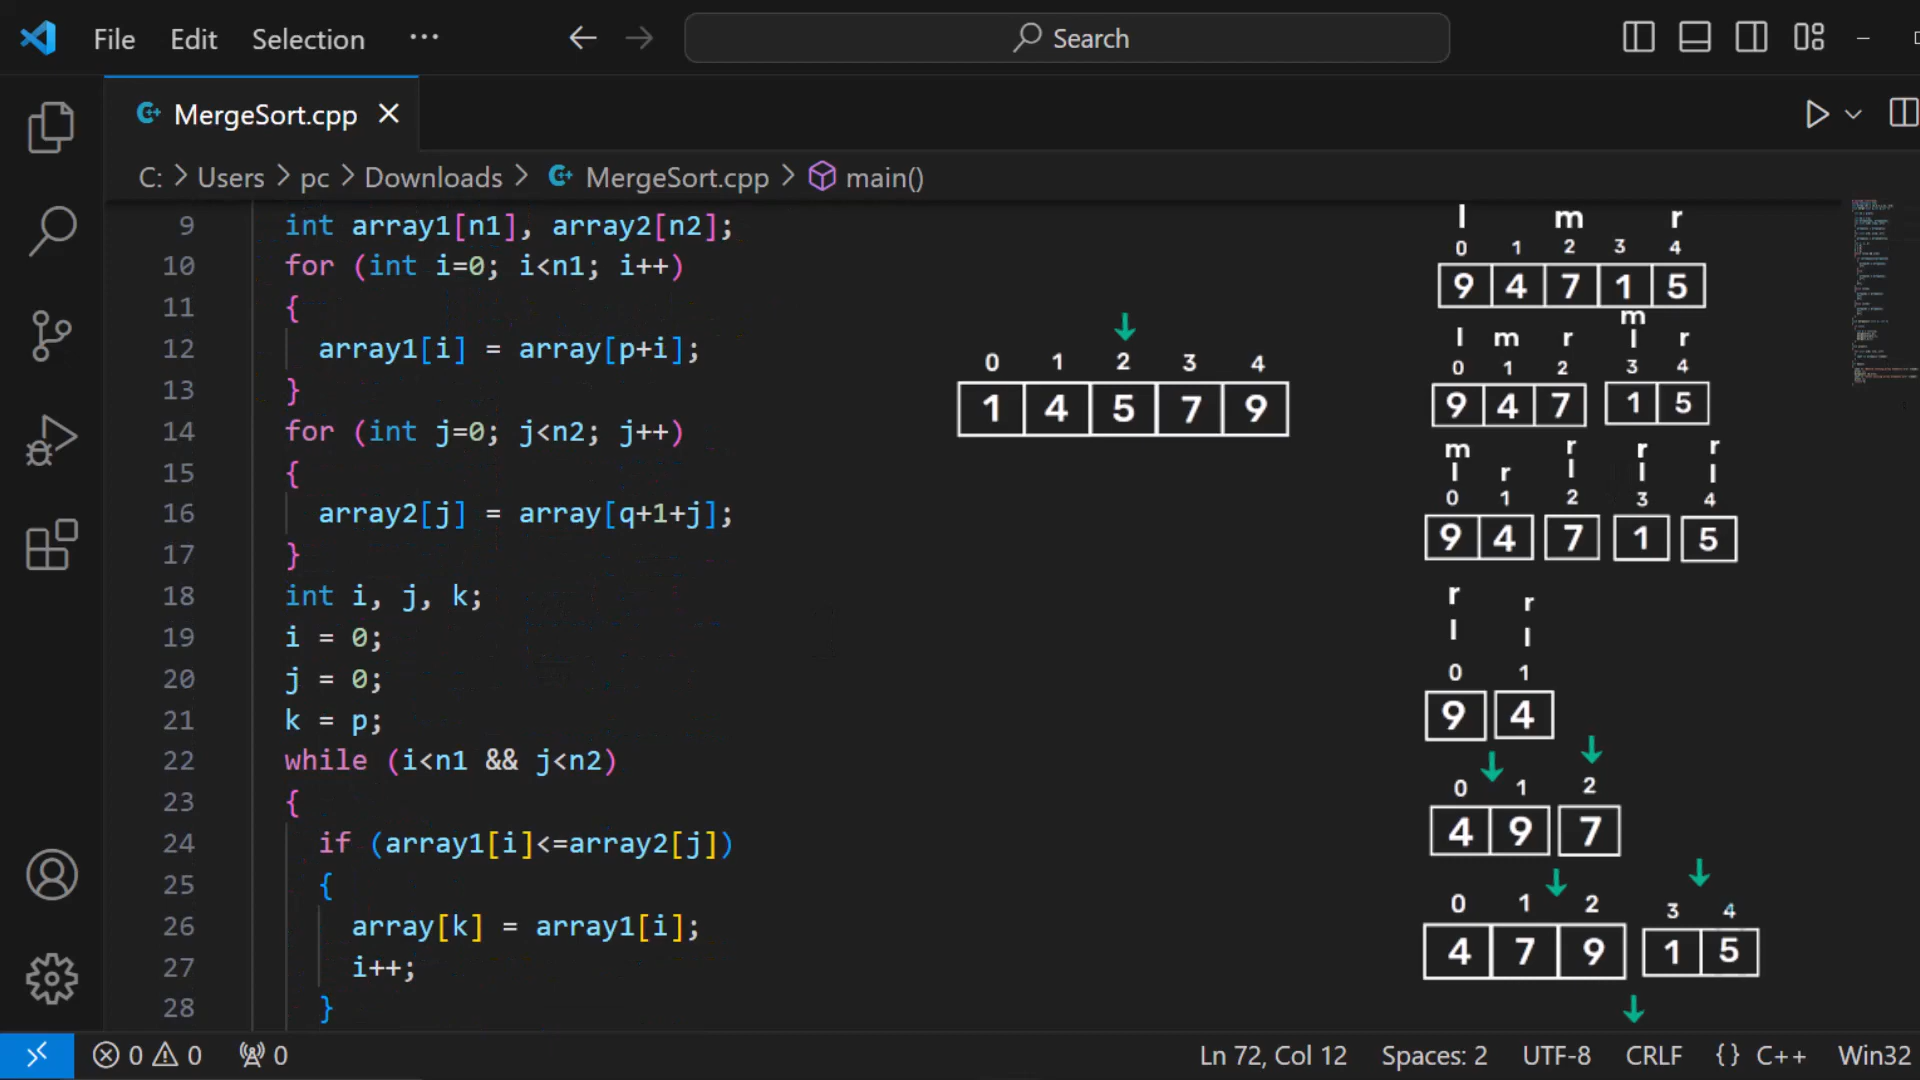 File Edit Selection ··· Search
MergeSort.cpp
C: > Users > pc > Downloads > MergeSort.cpp > main()
9 int array1[n1], array2[n2];
10 for (int i=0; i<n1; i++)
11 {
12 array1[i] = array[p+i];
13 }
14 for (int j=0; j<n2; j++)
15 {
16 array2[j] = array[q+1+j];
17 }
18 int i, j, k;
19 i = 0;
20 j = 0;
21 k = p;
22 while (i<n1 && j<n2)
23 {
24 if (array1[i]<=array2[j])
25 {
26 array[k] = array1[i];
27 i++;
28 }
↓
0 1 2 3 4
1 4 5 7 9
l m r
0 1 2 3 4
9 4 7 1 5
m
l m r l r
0 1 2 3 4
9 4 7 1 5
m r r r
l r l l l
0 1 2 3 4
9 4 7 1 5
r r
l l
0 1
9 4
↓ ↓
0 1 2
4 9 7
↓ ↓
0 1 2 3 4
4 7 9 1 5
↓
0 0 0 Ln 72, Col 12 Spaces: 2 UTF-8 CRLF {} C++ Win32